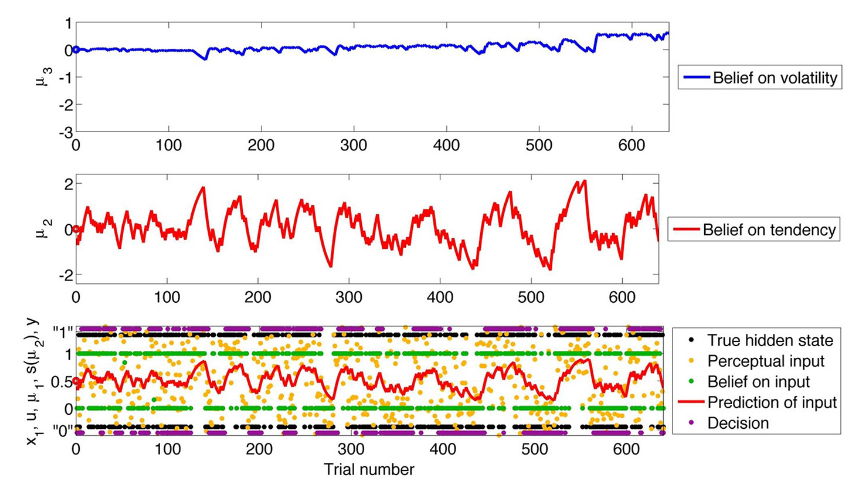 1
0
-1
-2
-3
μ3
0 100 200 300 400 500 600
Belief on volatility
2
0
-2
μ2
0 100 200 300 400 500 600
Belief on tendency
"1"
1
0.5
0
"0"
x1, u, μ1, s(μ2), y
0 100 200 300 400 500 600
Trial number
True hidden state
Perceptual input
Belief on input
Prediction of input
Decision